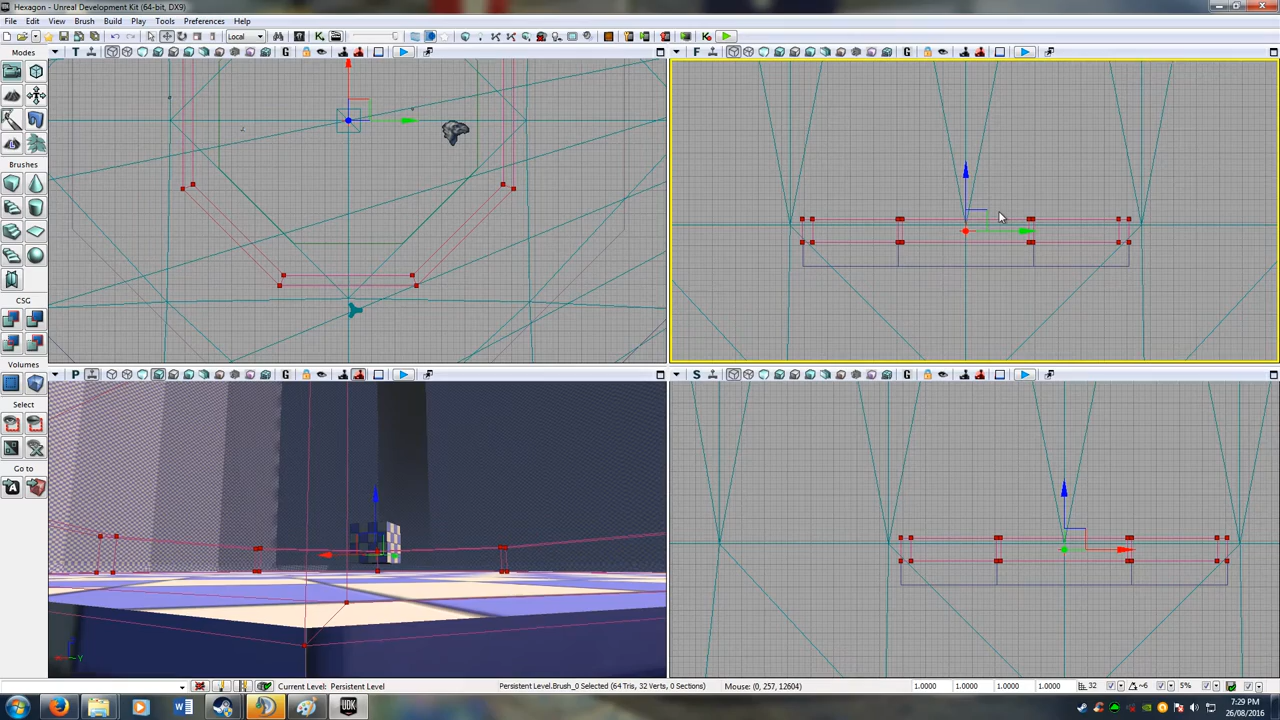 Hexagon - Unreal Development Kit (64-bit, DX9)
File Edit View Brush Build Play Tools Preferences Help
Local
Modes
T G
F G
Brushes
CSG
Volumes
P G
S G
Select
Go to
Y
Current Level: Persistent Level
Persistent Level.Brush_0 Selected (64 Tris, 32 Verts, 0 Sections)
Mouse: (0, 257, 12604)
1.0000 1.0000 1.0000 1.0000
32
~6
5%
UDK
7:29 PM
26/08/2016